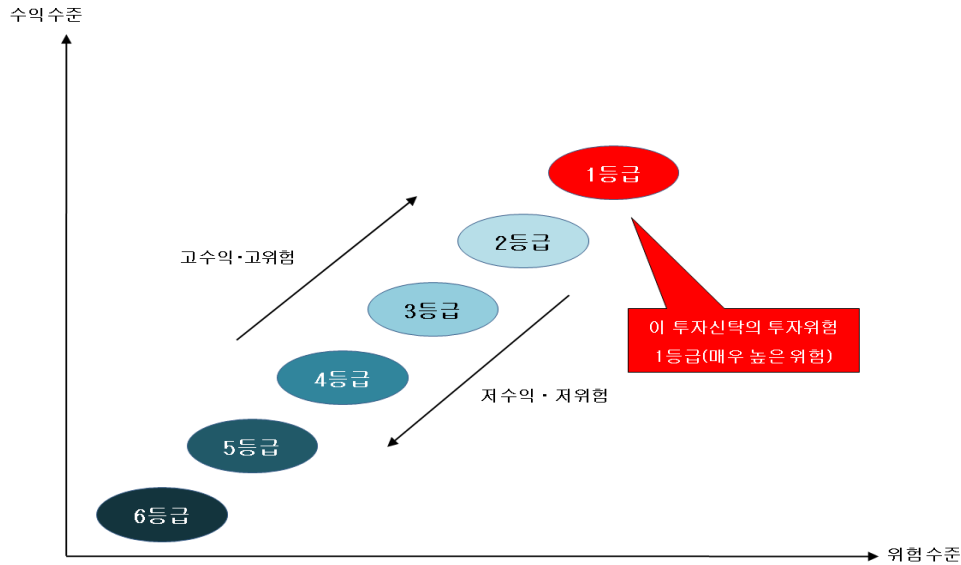 수익수준
1등급
2등급
고수익·고위험
3등급
이 투자신탁의 투자위험
1등급(매우 높은 위험)
4등급
저수익 · 저위험
5등급
6등급
위험수준